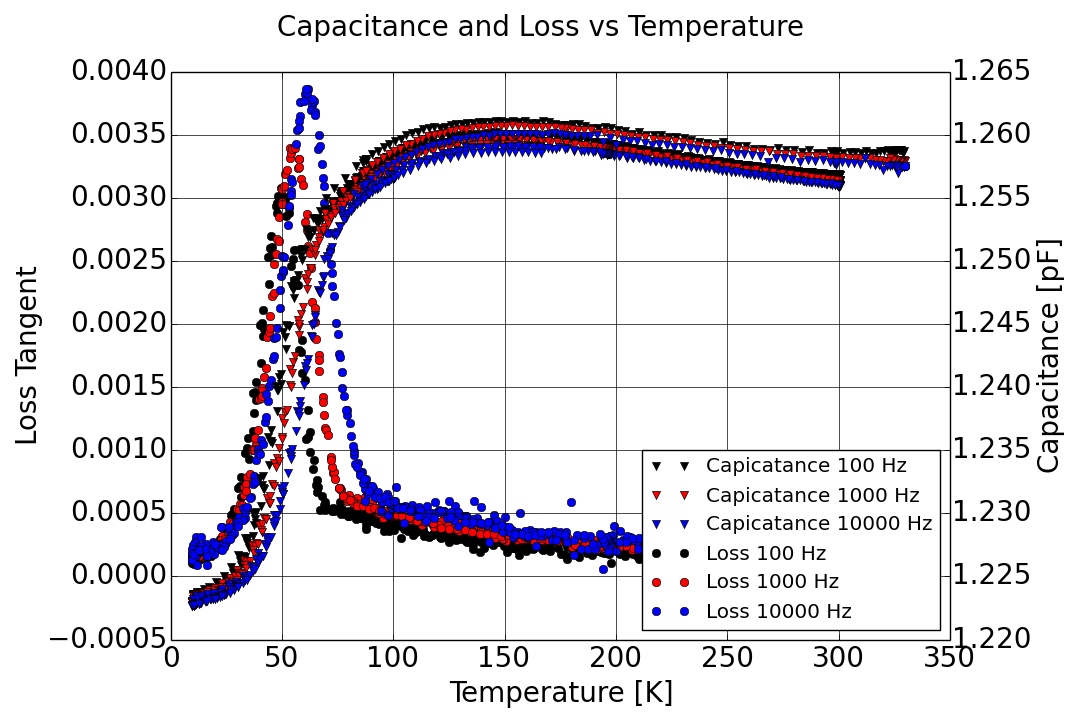 Capacitance and Loss vs Temperature
0.0040
0.0035
0.0030
0.0025
0.0020
0.0015
0.0010
0.0005
0.0000
−0.0005
Loss Tangent
1.265
1.260
1.255
1.250
1.245
1.240
1.235
1.230
1.225
1.220
Capacitance [pF]
Capicatance 100 Hz
Capicatance 1000 Hz
Capicatance 10000 Hz
Loss 100 Hz
Loss 1000 Hz
Loss 10000 Hz
0 50 100 150 200 250 300 350
Temperature [K]